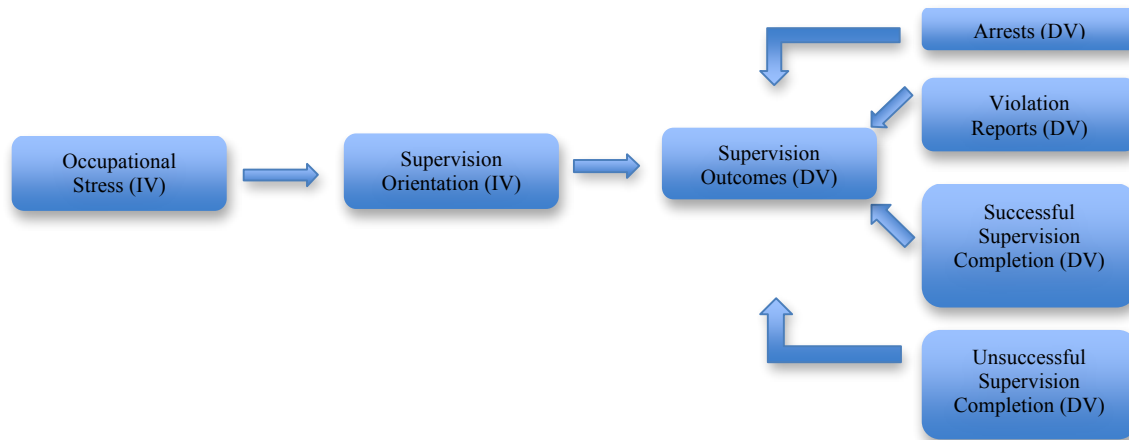 Arrests (DV)
Violation
Reports (DV)
Occupational
Stress (IV)
Supervision
Orientation (IV)
Supervision
Outcomes (DV)
Successful
Supervision
Completion (DV)
Unsuccessful
Supervision
Completion (DV)